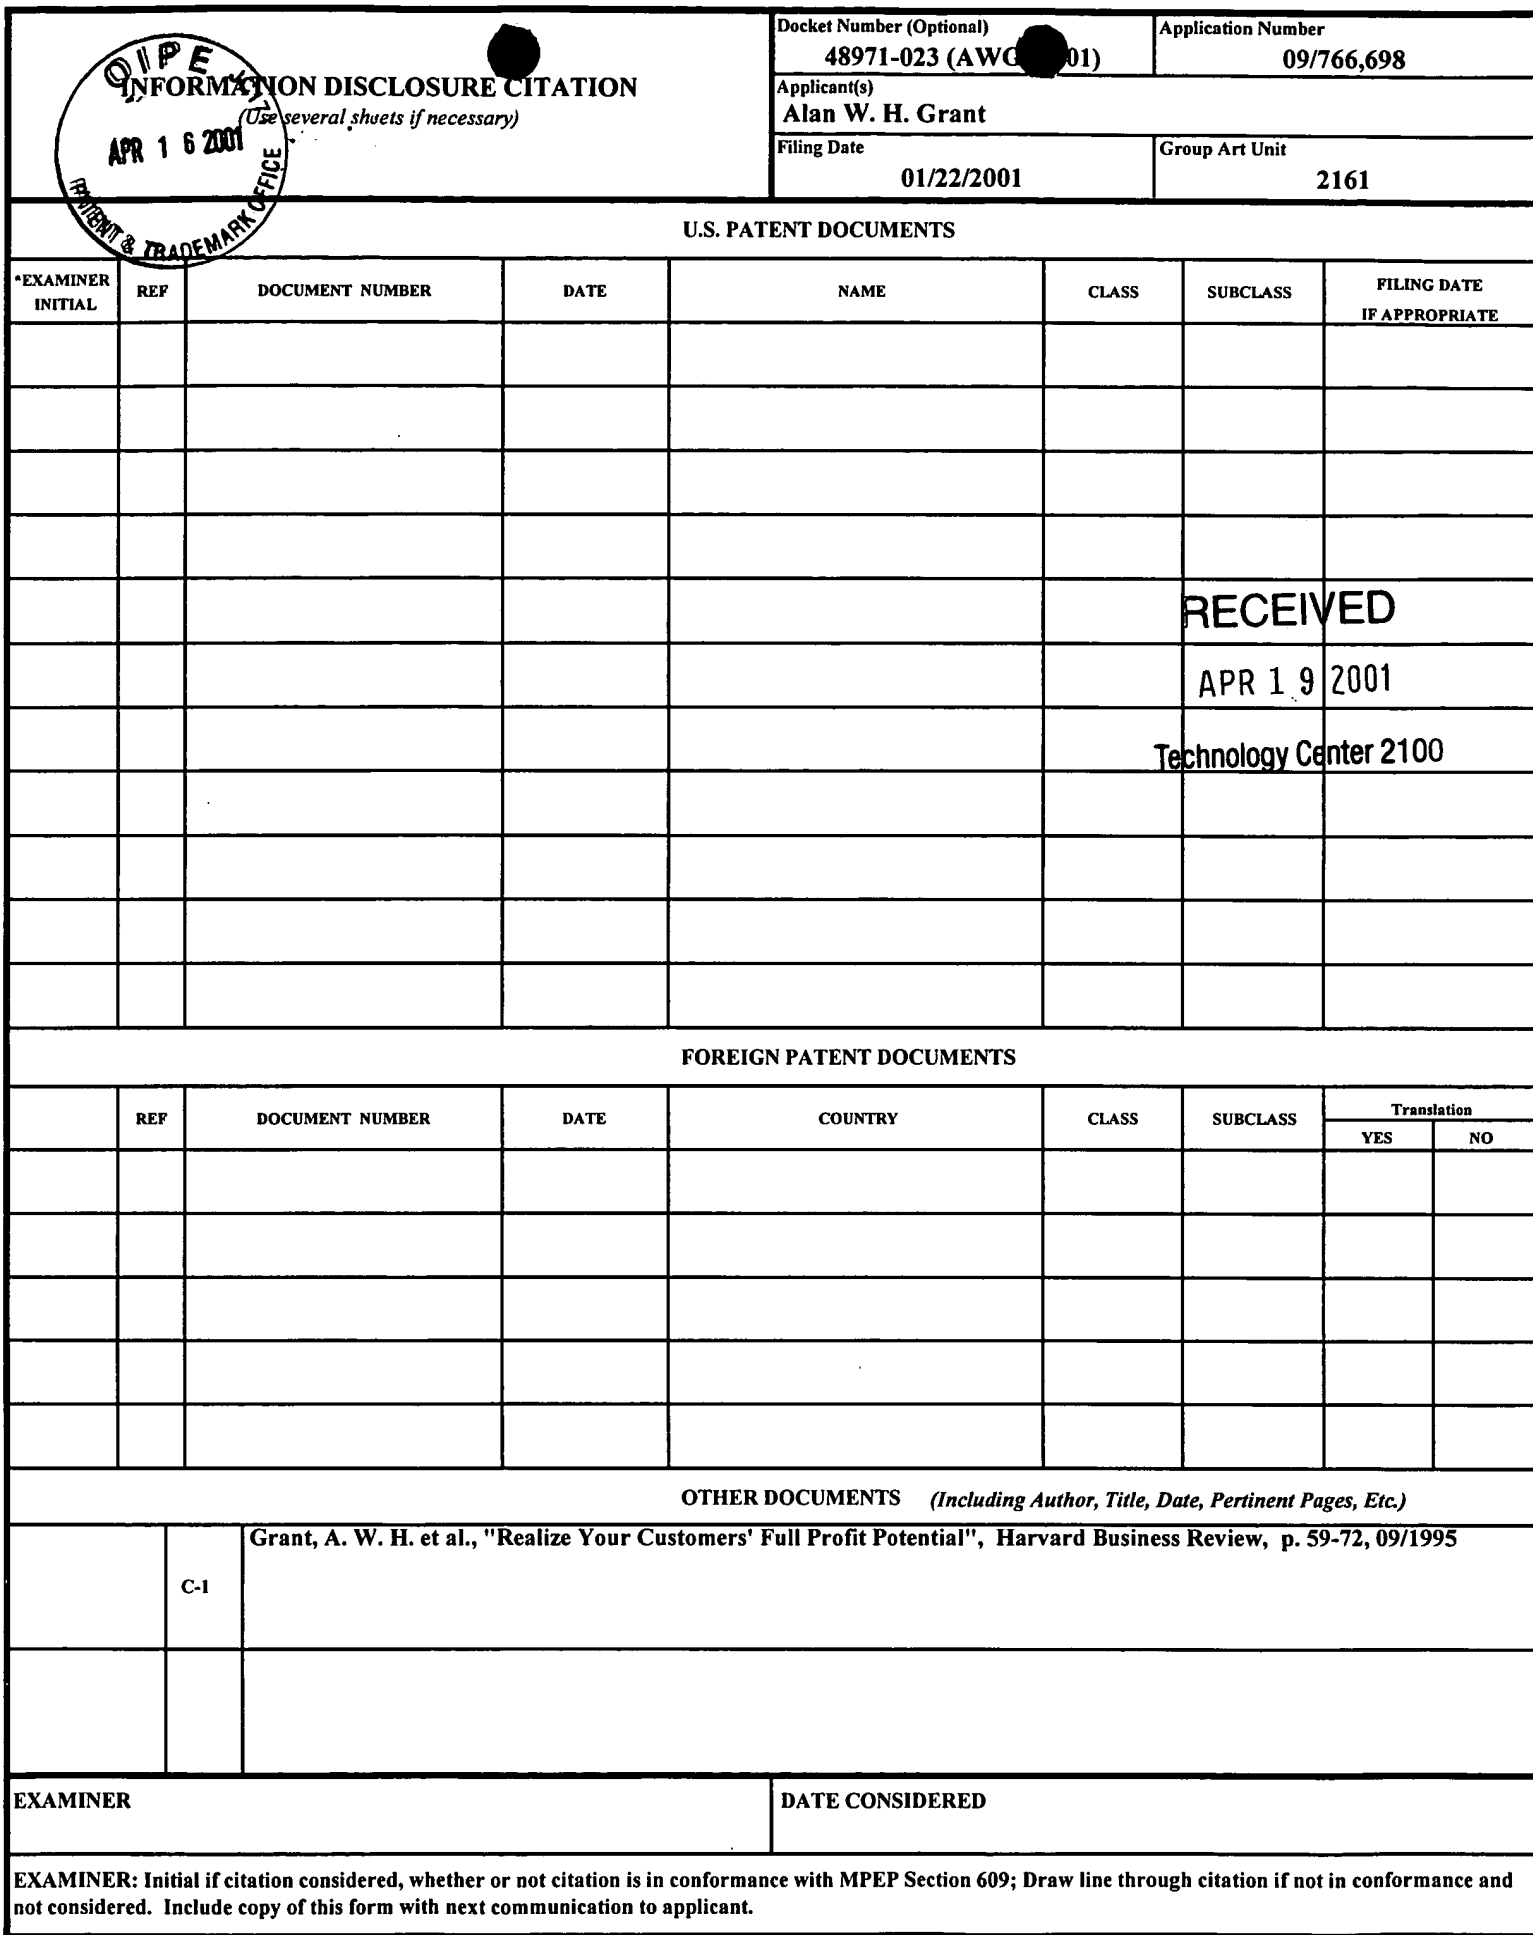 OIPE
APR 16 2001
PATENT & TRADEMARK OFFICE
INFORMATION DISCLOSURE CITATION
(Use several sheets if necessary)
Docket Number (Optional)
48971-023 (AWG 01)
Application Number
09/766,698
Applicant(s)
Alan W. H. Grant
Filing Date
01/22/2001
Group Art Unit
2161
U.S. PATENT DOCUMENTS
*EXAMINER INITIAL REF DOCUMENT NUMBER DATE NAME CLASS SUBCLASS FILING DATE IF APPROPRIATE
RECEIVED
APR 19 2001
Technology Center 2100
FOREIGN PATENT DOCUMENTS
REF DOCUMENT NUMBER DATE COUNTRY CLASS SUBCLASS Translation
YES NO
OTHER DOCUMENTS (Including Author, Title, Date, Pertinent Pages, Etc.)
C-1
Grant, A. W. H. et al., "Realize Your Customers' Full Profit Potential", Harvard Business Review, p. 59-72, 09/1995
EXAMINER
DATE CONSIDERED
EXAMINER: Initial if citation considered, whether or not citation is in conformance with MPEP Section 609; Draw line through citation if not in conformance and
not considered. Include copy of this form with next communication to applicant.